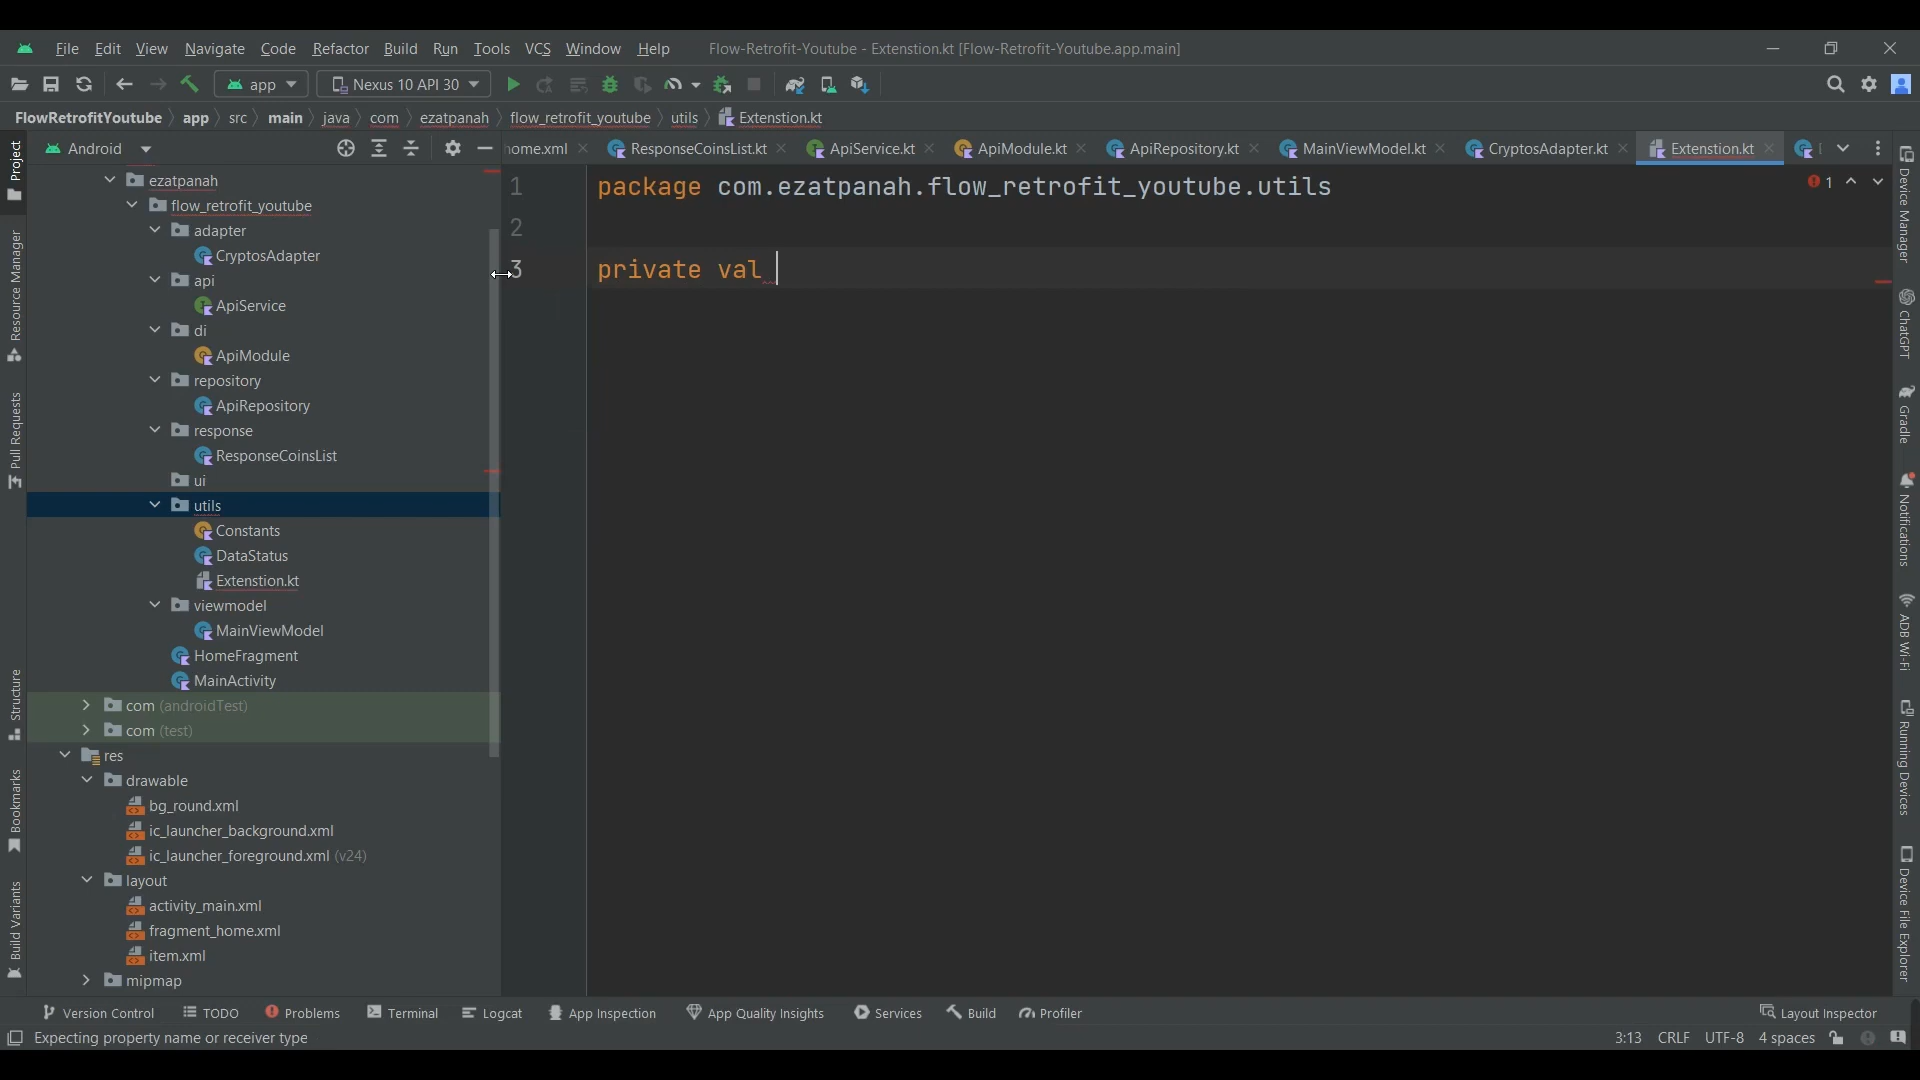 File Edit View Navigate Code Refactor Build Run Tools VCS Window Help Flow-Retrofit-Youtube - Extenstion.kt [Flow-Retrofit-Youtube.app.main]
app Nexus 10 API 30
FlowRetrofitYoutube app src main java com ezatpanah flow_retrofit_youtube utils Extenstion.kt
Android
home.xml ResponseCoinsList.kt ApiService.kt ApiModule.kt ApiRepository.kt MainViewModel.kt CryptosAdapter.kt Extenstion.kt
ezatpanah
flow_retrofit_youtube
adapter
CryptosAdapter
api
ApiService
di
ApiModule
repository
ApiRepository
response
ResponseCoinsList
ui
utils
Constants
DataStatus
Extenstion.kt
viewmodel
MainViewModel
HomeFragment
MainActivity
com (androidTest)
com (test)
res
drawable
bg_round.xml
ic_launcher_background.xml
ic_launcher_foreground.xml (v24)
layout
activity_main.xml
fragment_home.xml
item.xml
mipmap
1 package com.ezatpanah.flow_retrofit_youtube.utils
2
3 private val
1
Project
Resource Manager
Pull Requests
Structure
Bookmarks
Build Variants
Device Manager
ChatGPT
Gradle
Notifications
ADB Wi-Fi
Running Devices
Device File Explorer
Version Control TODO Problems Terminal Logcat App Inspection App Quality Insights Services Build Profiler Layout Inspector
Expecting property name or receiver type 3:13 CRLF UTF-8 4 spaces